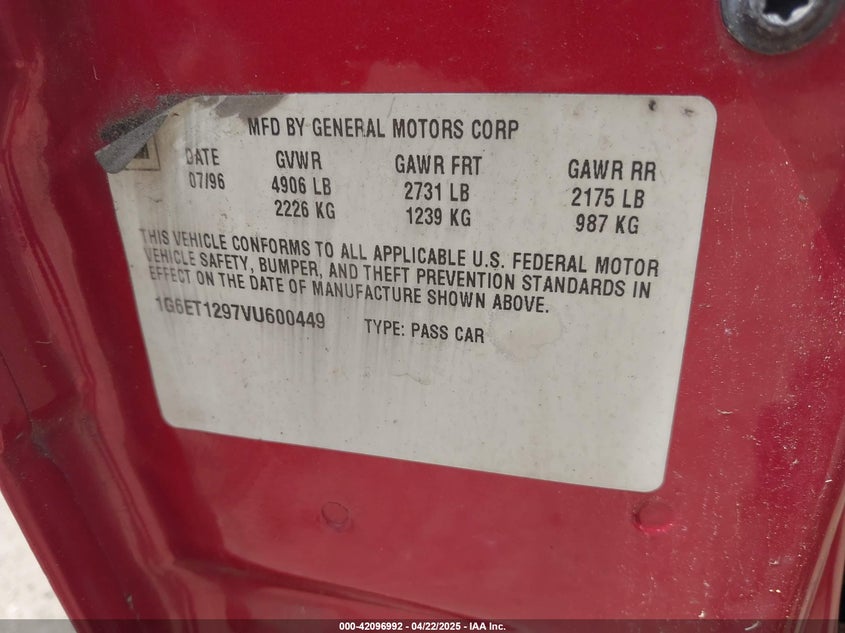 MFD BY GENERAL MOTORS CORP
DATE GVWR GAWR FRT GAWR RR
07/96 4906 LB 2731 LB 2175 LB
2226 KG 1239 KG 987 KG
THIS VEHICLE CONFORMS TO ALL APPLICABLE U.S. FEDERAL MOTOR
VEHICLE SAFETY, BUMPER, AND THEFT PREVENTION STANDARDS IN
EFFECT ON THE DATE OF MANUFACTURE SHOWN ABOVE.
1G6ET1297VU600449 TYPE: PASS CAR
000-42096992 - 04/22/2025 - IAA Inc.